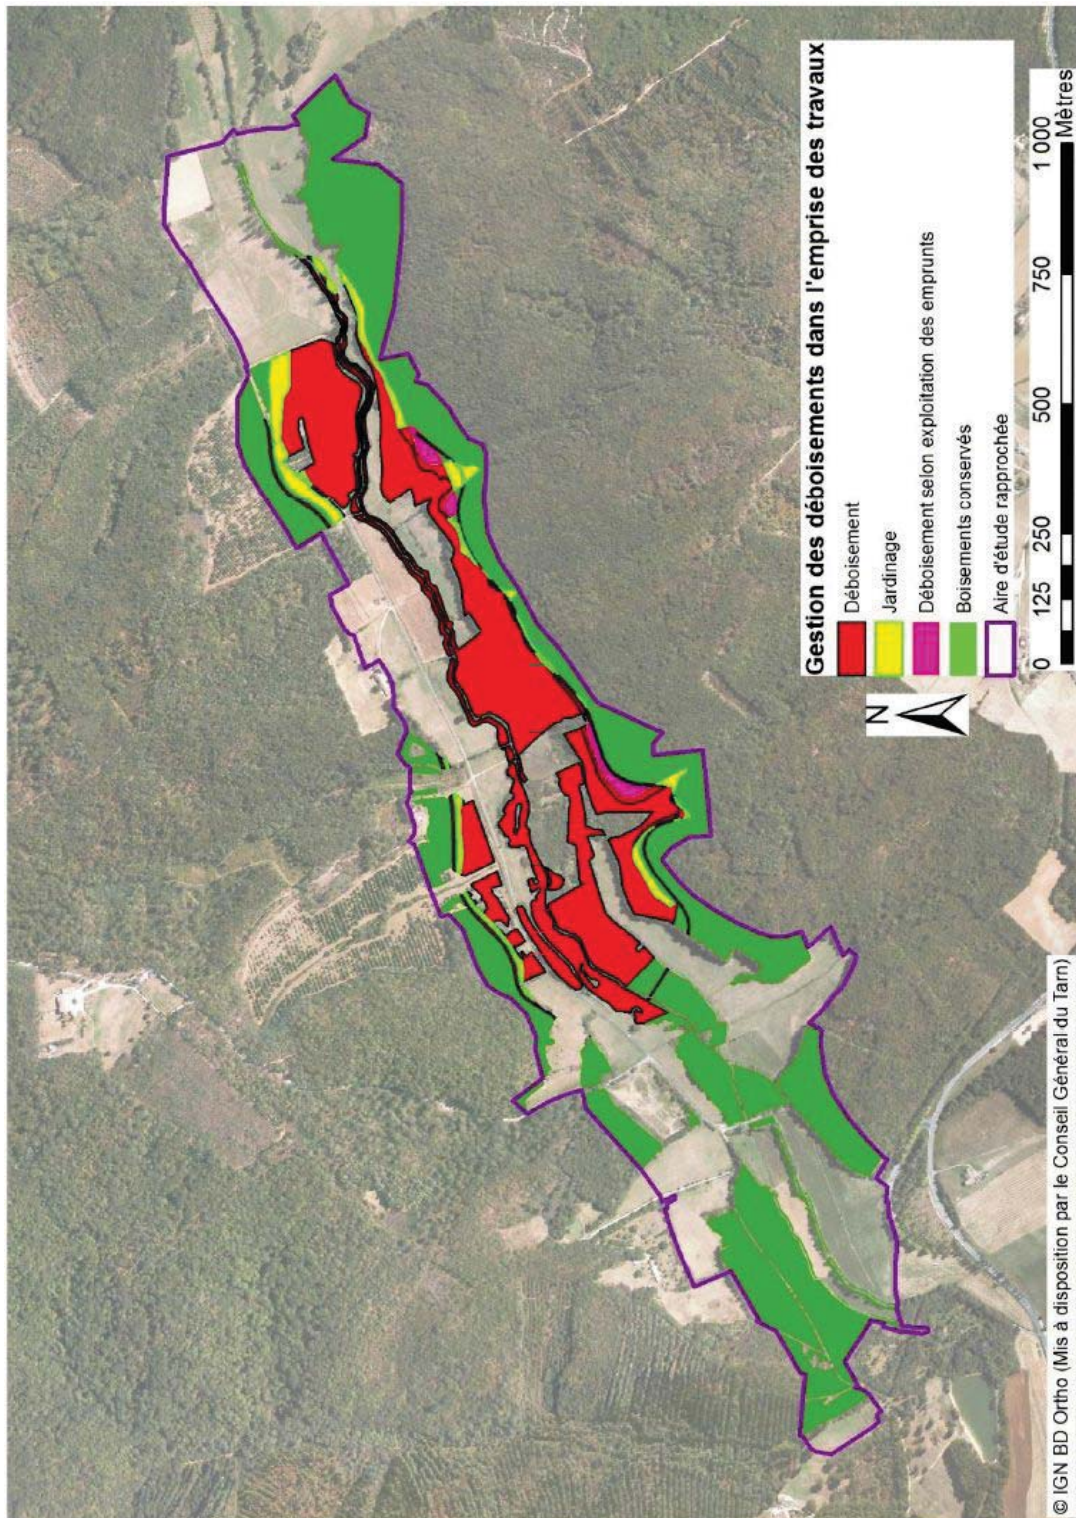 Gestion des déboisements dans l'emprise des travaux
Déboisement
Jardinage
Déboisement selon exploitation des emprunts
Boisements conservés
Aire d'étude rapprochée
N
0 125 250 500 750 1 000
Mètres
© IGN BD Ortho (Mis à disposition par le Conseil Général du Tarn)